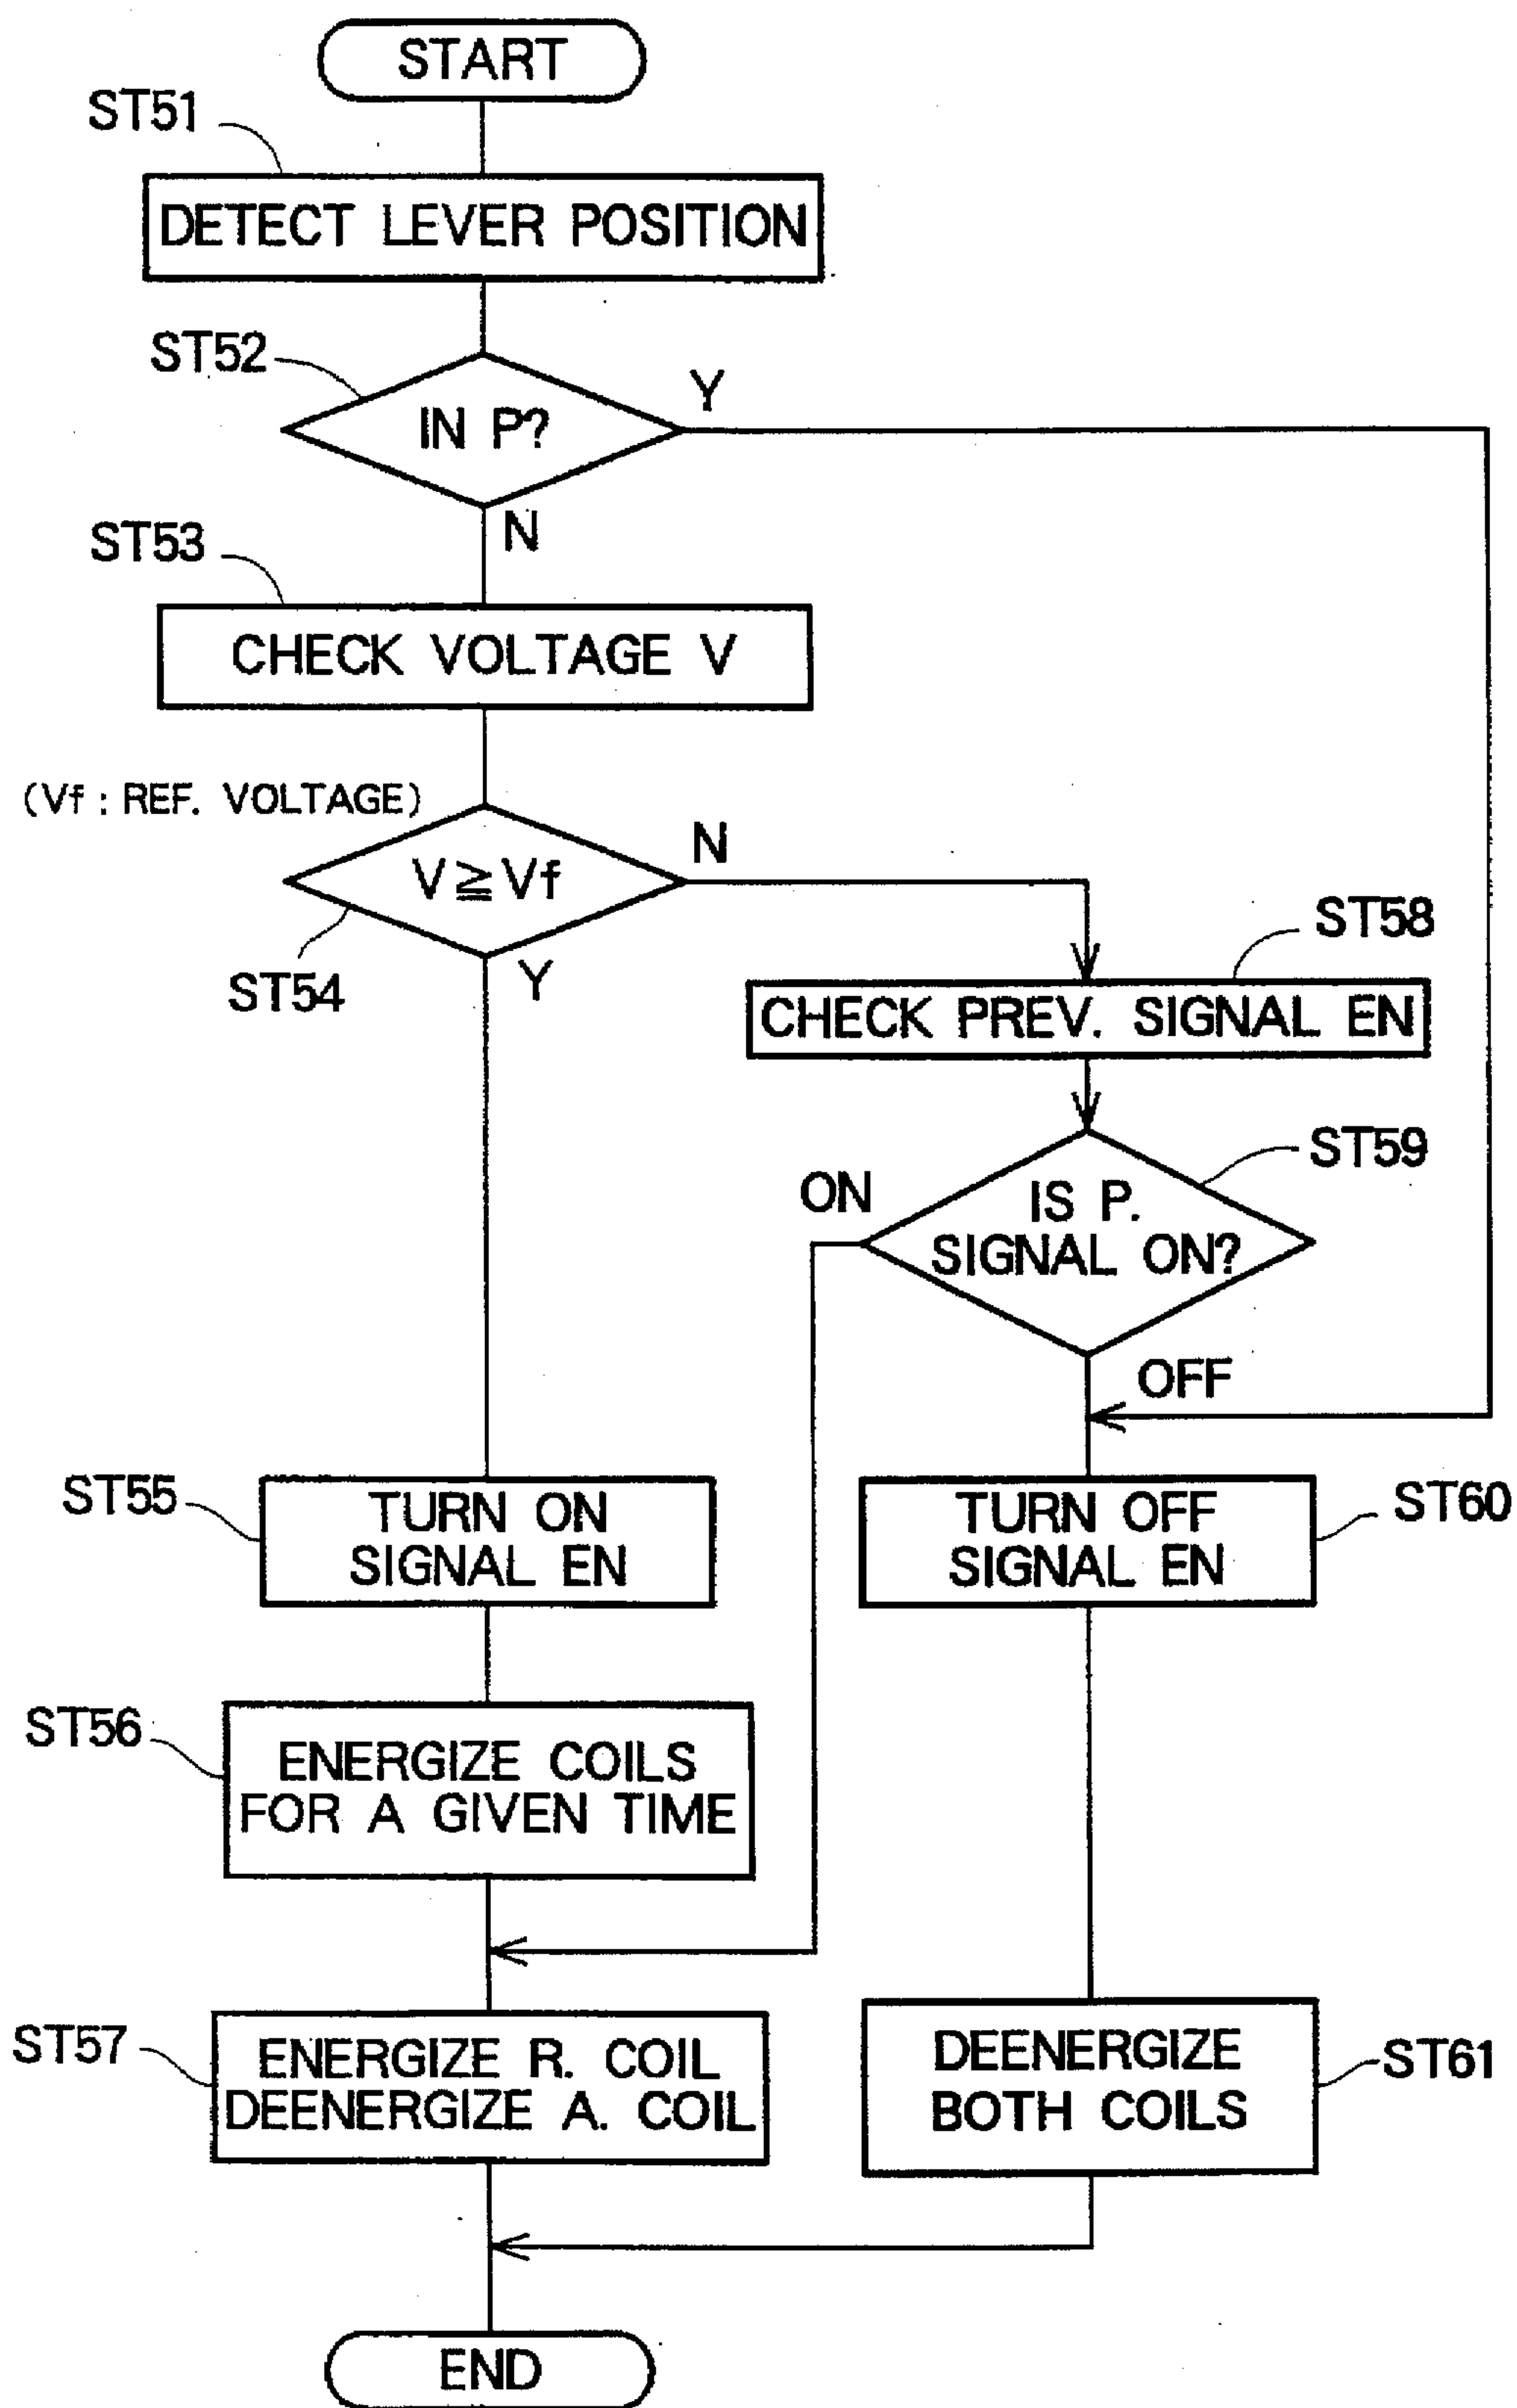 START
ST51
DETECT LEVER POSITION
ST52
IN P?
Y
N
ST53
CHECK VOLTAGE V
(Vf : REF. VOLTAGE)
V ≧ Vf
N
ST54
Y
ST58
CHECK PREV. SIGNAL EN
ST59
ON
IS P.
SIGNAL ON?
OFF
ST55
TURN ON
SIGNAL EN
ST60
TURN OFF
SIGNAL EN
ST56
ENERGIZE COILS
FOR A GIVEN TIME
ST57
ENERGIZE R. COIL
DEENERGIZE A. COIL
ST61
DEENERGIZE
BOTH COILS
END